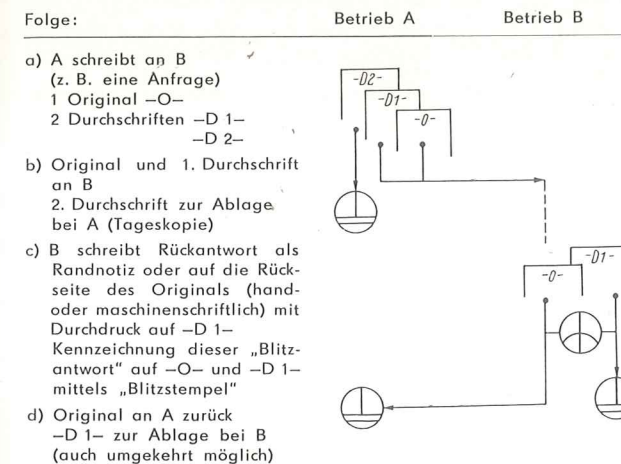 Folge: Betrieb A Betrieb B
a) A schreibt an B
(z. B. eine Anfrage)
1 Original —O—
2 Durchschriften —D 1—
—D 2—
b) Original und 1. Durchschrift
an B
2. Durchschrift zur Ablage
bei A (Tageskopie)
c) B schreibt Rückantwort als
Randnotiz oder auf die Rück-
seite des Originals (hand-
oder maschinenschriftlich) mit
Durchdruck auf —D 1—
Kennzeichnung dieser „Blitz-
antwort" auf —O— und —D 1—
mittels „Blitzstempel"
d) Original an A zurück
—D 1— zur Ablage bei B
(auch umgekehrt möglich)
-D2-
-D1-
-0-
-D1-
-0-